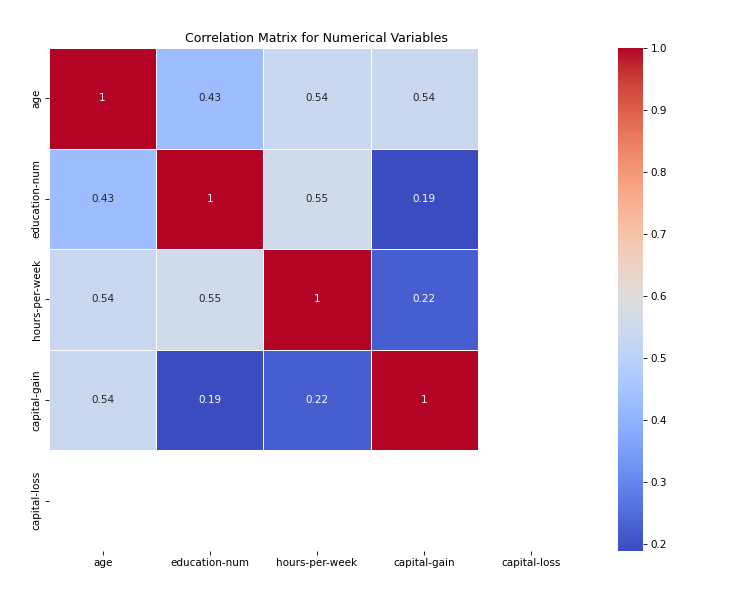 Correlation Matrix for Numerical Variables
age
1
0.43
0.54
0.54
education-num
0.43
1
0.55
0.19
hours-per-week
0.54
0.55
1
0.22
capital-gain
0.54
0.19
0.22
1
capital-loss
age
education-num
hours-per-week
capital-gain
capital-loss
1.0
0.9
0.8
0.7
0.6
0.5
0.4
0.3
0.2